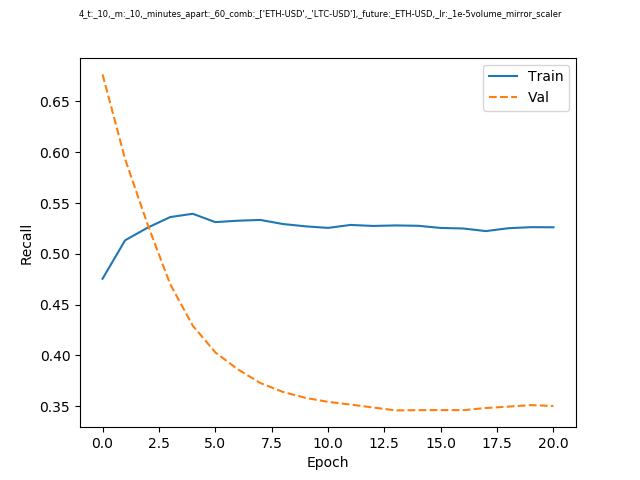 4_t:_10,_m:_10,_minutes_apart:_60_comb:_['ETH-USD',_'LTC-USD'],_future:_ETH-USD,_lr:_1e-5volume_mirror_scaler
Train
Val
0.65
0.60
0.55
0.50
0.45
0.40
0.35
Recall
0.0 2.5 5.0 7.5 10.0 12.5 15.0 17.5 20.0
Epoch